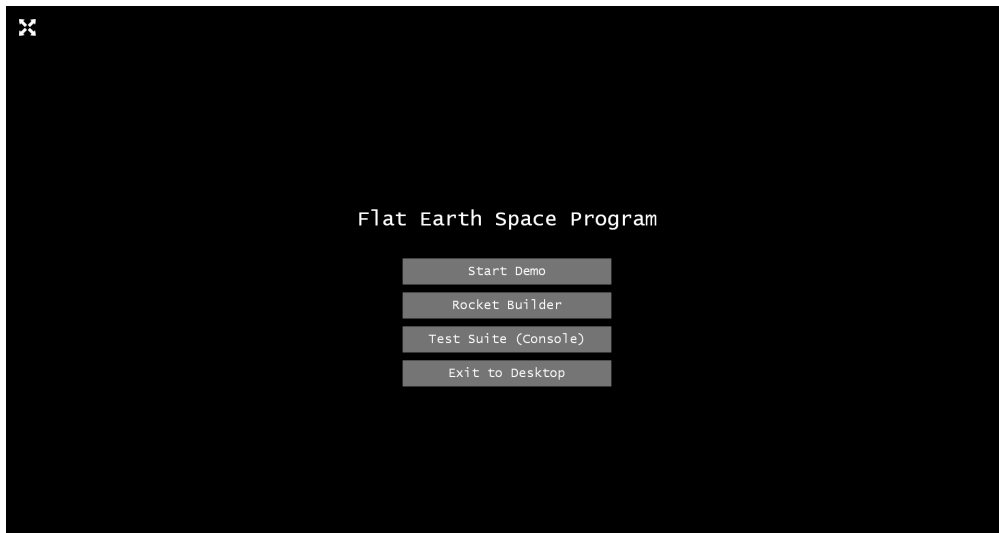 Flat Earth Space Program
Start Demo
Rocket Builder
Test Suite (Console)
Exit to Desktop